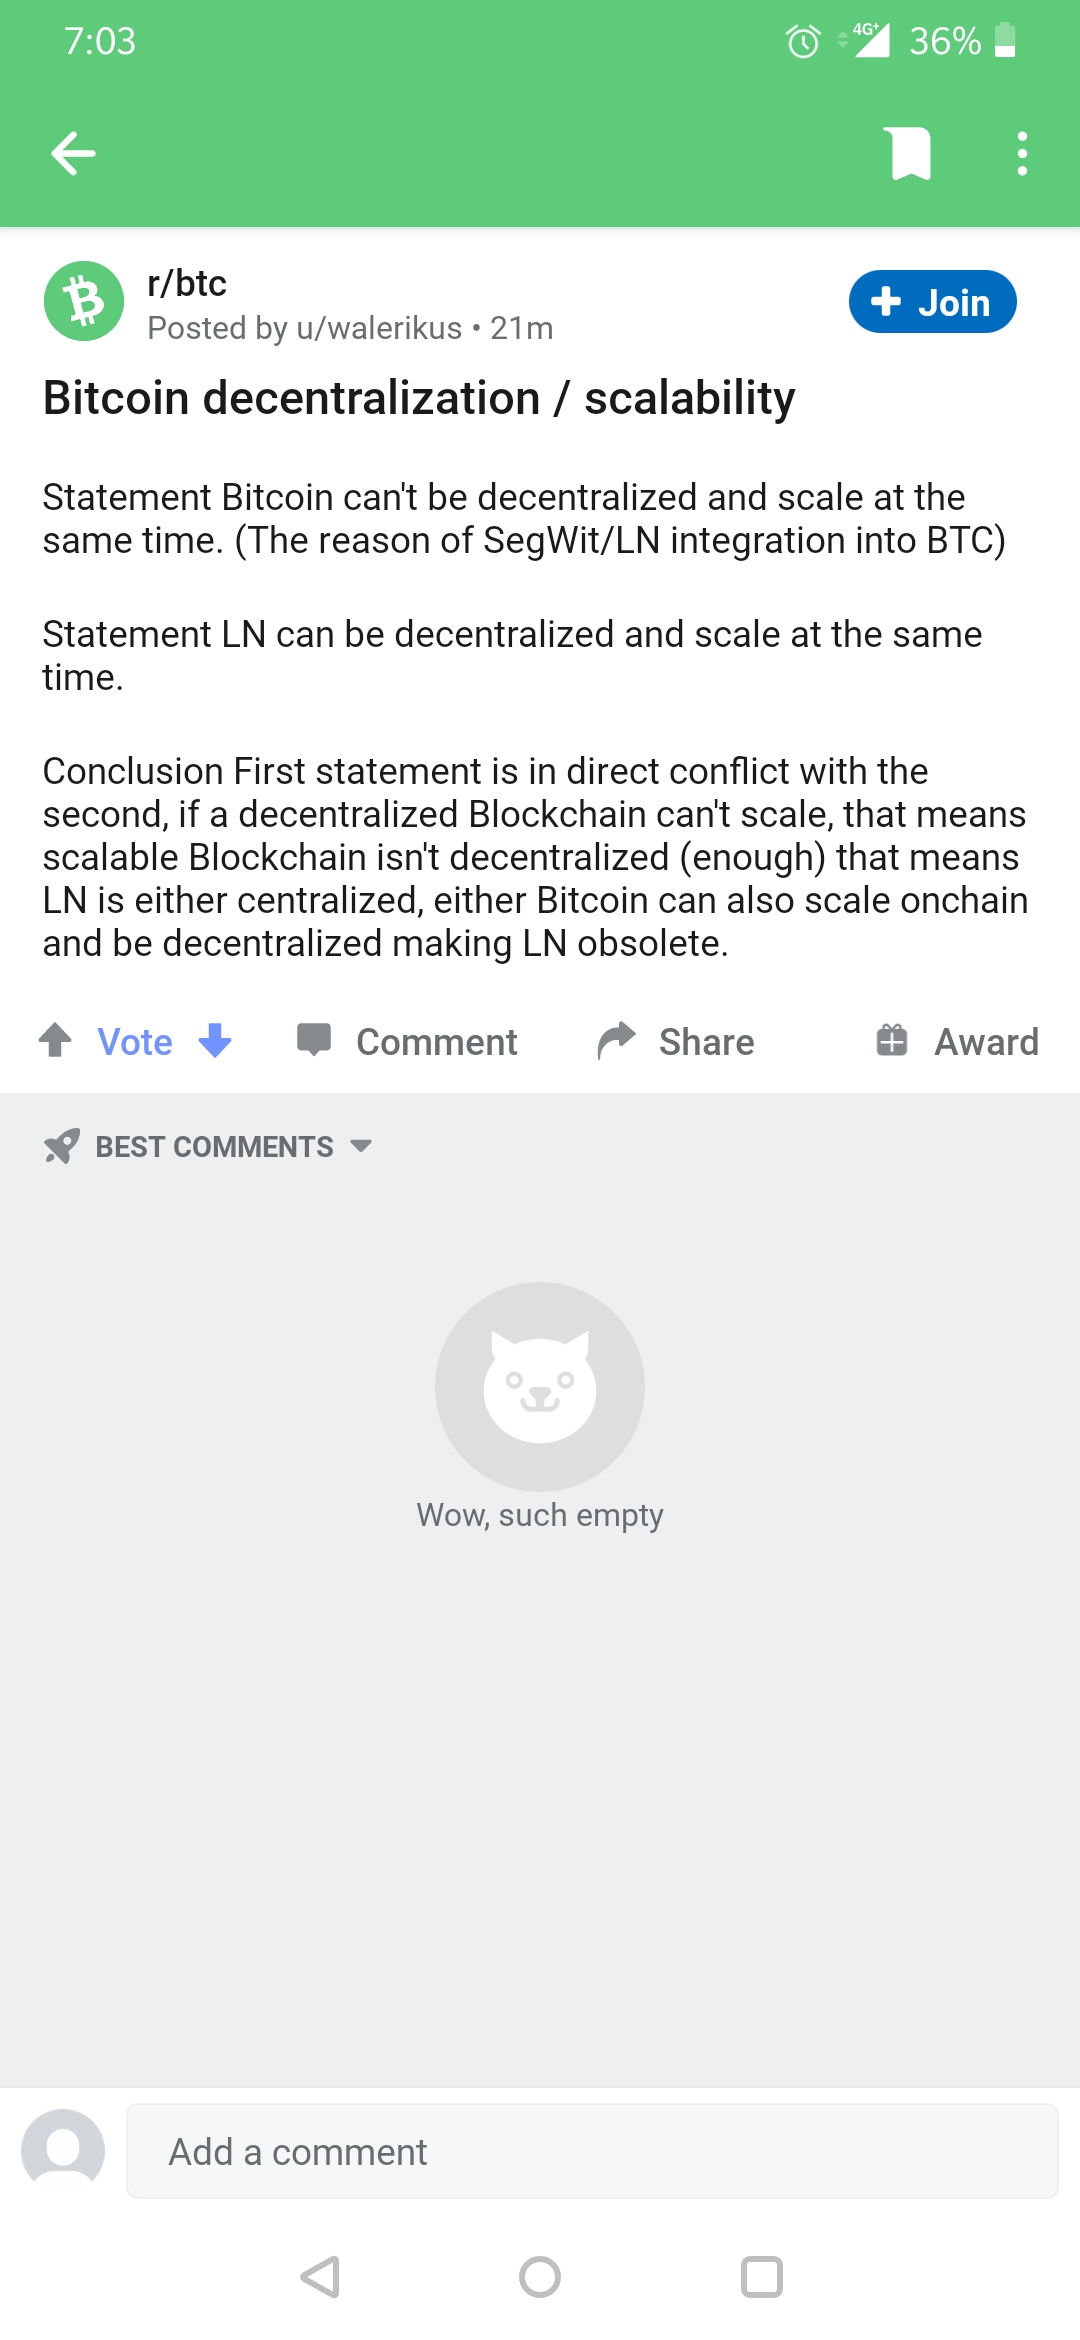 7:03
4G+ 36%
r/btc
Posted by u/walerikus • 21m
Join
Bitcoin decentralization / scalability
Statement Bitcoin can't be decentralized and scale at the
same time. (The reason of SegWit/LN integration into BTC)
Statement LN can be decentralized and scale at the same
time.
Conclusion First statement is in direct conflict with the
second, if a decentralized Blockchain can't scale, that means
scalable Blockchain isn't decentralized (enough) that means
LN is either centralized, either Bitcoin can also scale onchain
and be decentralized making LN obsolete.
Vote Comment Share Award
BEST COMMENTS
Wow, such empty
Add a comment